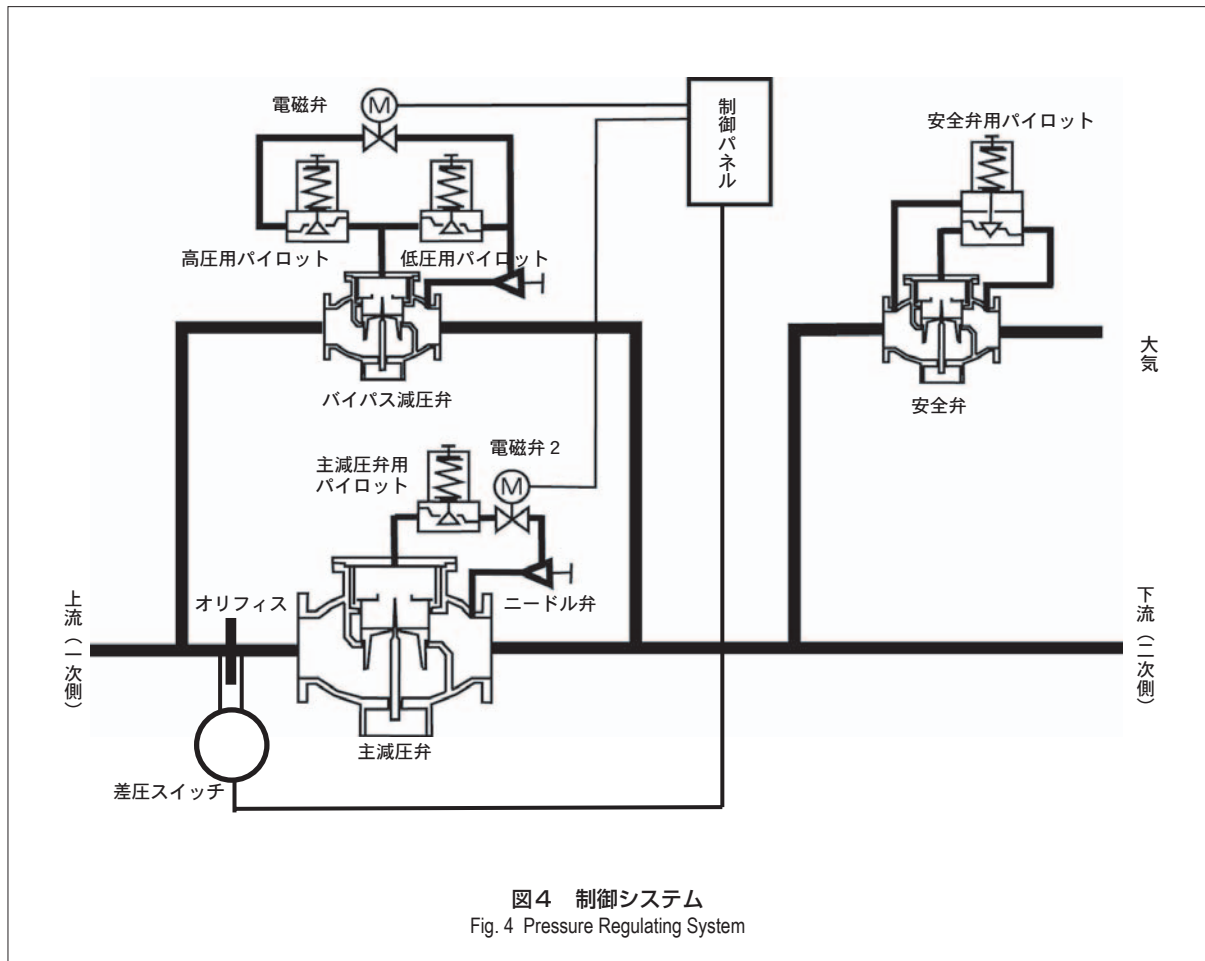 電磁弁
M
制御パネル
安全弁用パイロット
高圧用パイロット
低圧用パイロット
バイパス減圧弁
大気
安全弁
主減圧弁用
パイロット
電磁弁2
M
オリフィス
ニードル弁
上流（一次側）
下流（二次側）
主減圧弁
差圧スイッチ
図4 制御システム
Fig. 4 Pressure Regulating System